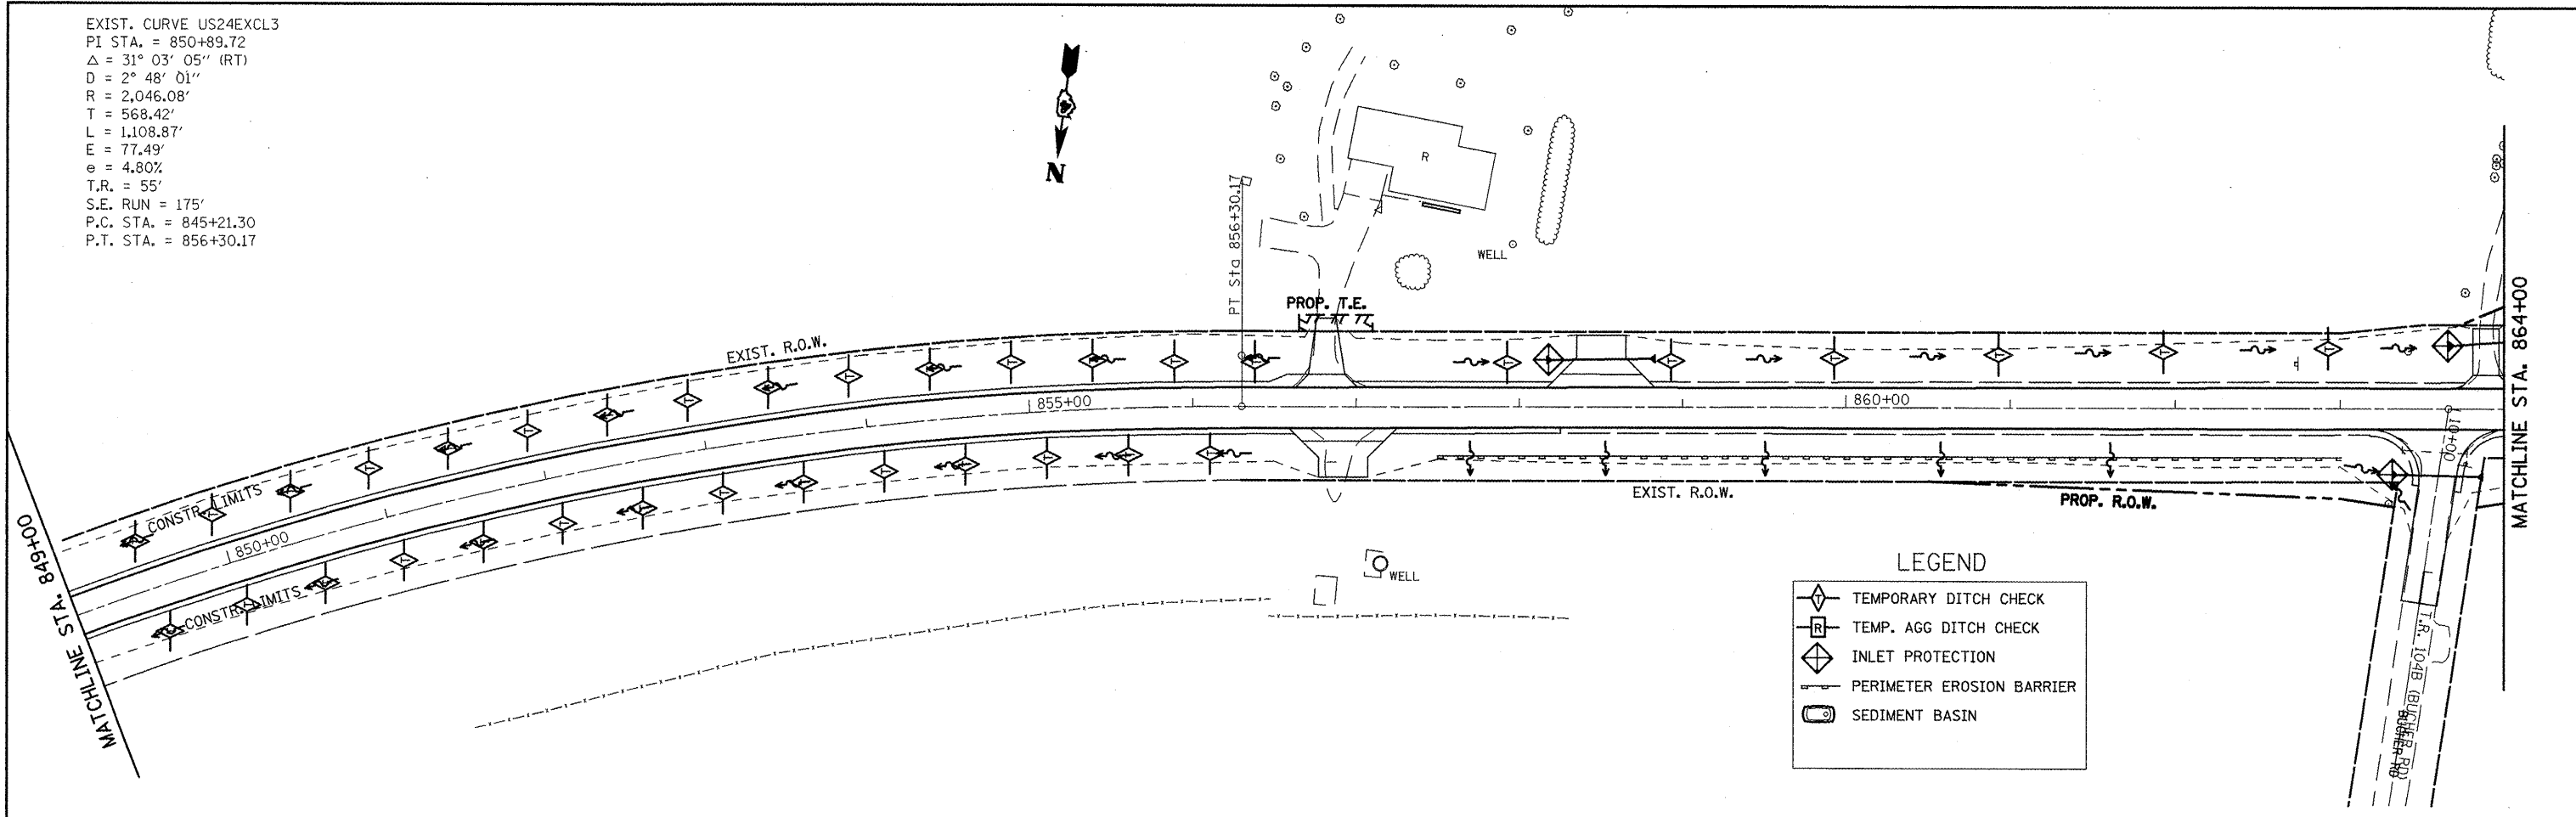 EXIST. CURVE US24EXCL3
PI STA. = 850+89.72
Δ = 31° 03' 05" (RT)
D = 2° 48' 01"
R = 2,046.08'
T = 568.42'
L = 1,108.87'
E = 77.49'
e = 4.80%
T.R. = 55'
S.E. RUN = 175'
P.C. STA. = 845+21.30
P.T. STA. = 856+30.17
N
R
WELL
PT Sta 856+30.17
PROP. T.E.
EXIST. R.O.W.
CONSTR. LIMITS
850+00
855+00
860+00
10+00
CONSTR. LIMITS
EXIST. R.O.W.
PROP. R.O.W.
WELL
MATCHLINE STA. 849+00
MATCHLINE STA. 864+00
T.R. 104B (BUCHER RD)
BUCHER RD
LEGEND
T TEMPORARY DITCH CHECK
R TEMP. AGG DITCH CHECK
INLET PROTECTION
PERIMETER EROSION BARRIER
SEDIMENT BASIN